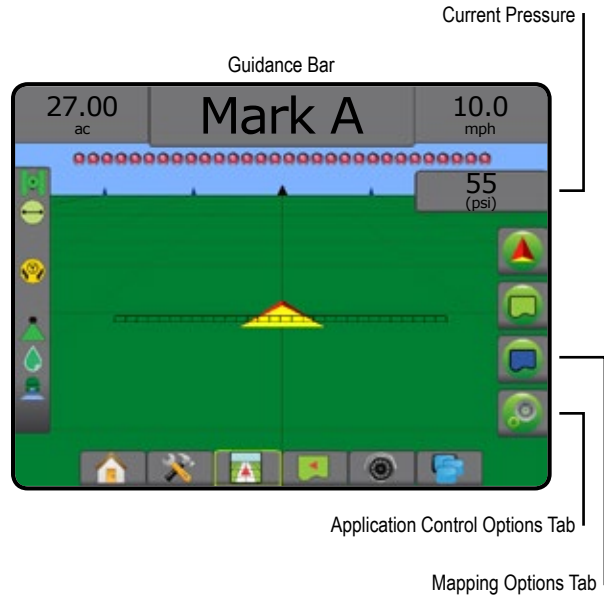 Current Pressure
Guidance Bar
27.00
ac
Mark A
10.0
mph
55
(psi)
Application Control Options Tab
Mapping Options Tab